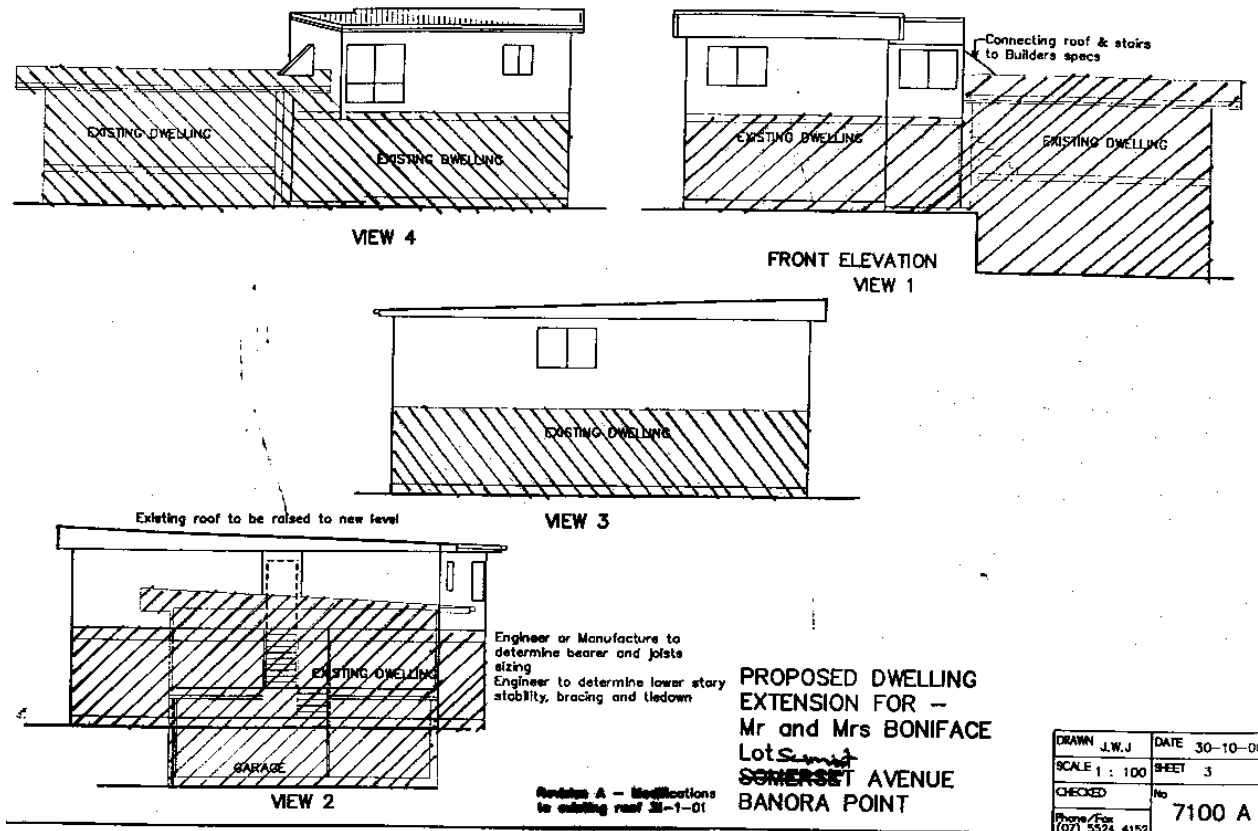 Connecting roof & stairs
to Builders specs
EXISTING DWELLING
EXISTING DWELLING
VIEW 4
EXISTING DWELLING
EXISTING DWELLING
FRONT ELEVATION
VIEW 1
EXISTING DWELLING
VIEW 3
Existing roof to be raised to new level
EXISTING DWELLING
GARAGE
VIEW 2
Engineer or Manufacture to
determine bearer and joists
sizing
Engineer to determine lower story
stability, bracing and tiedown
Revision A - Modifications
to existing roof 31-1-01
PROPOSED DWELLING
EXTENSION FOR -
Mr and Mrs BONIFACE
Lot Summit
SOMERSET AVENUE
BANORA POINT
DRAWN J.W.J DATE 30-10-00
SCALE 1 : 100 SHEET 3
CHECKED No 7100 A
Phone/Fax
(07) 5524 4152